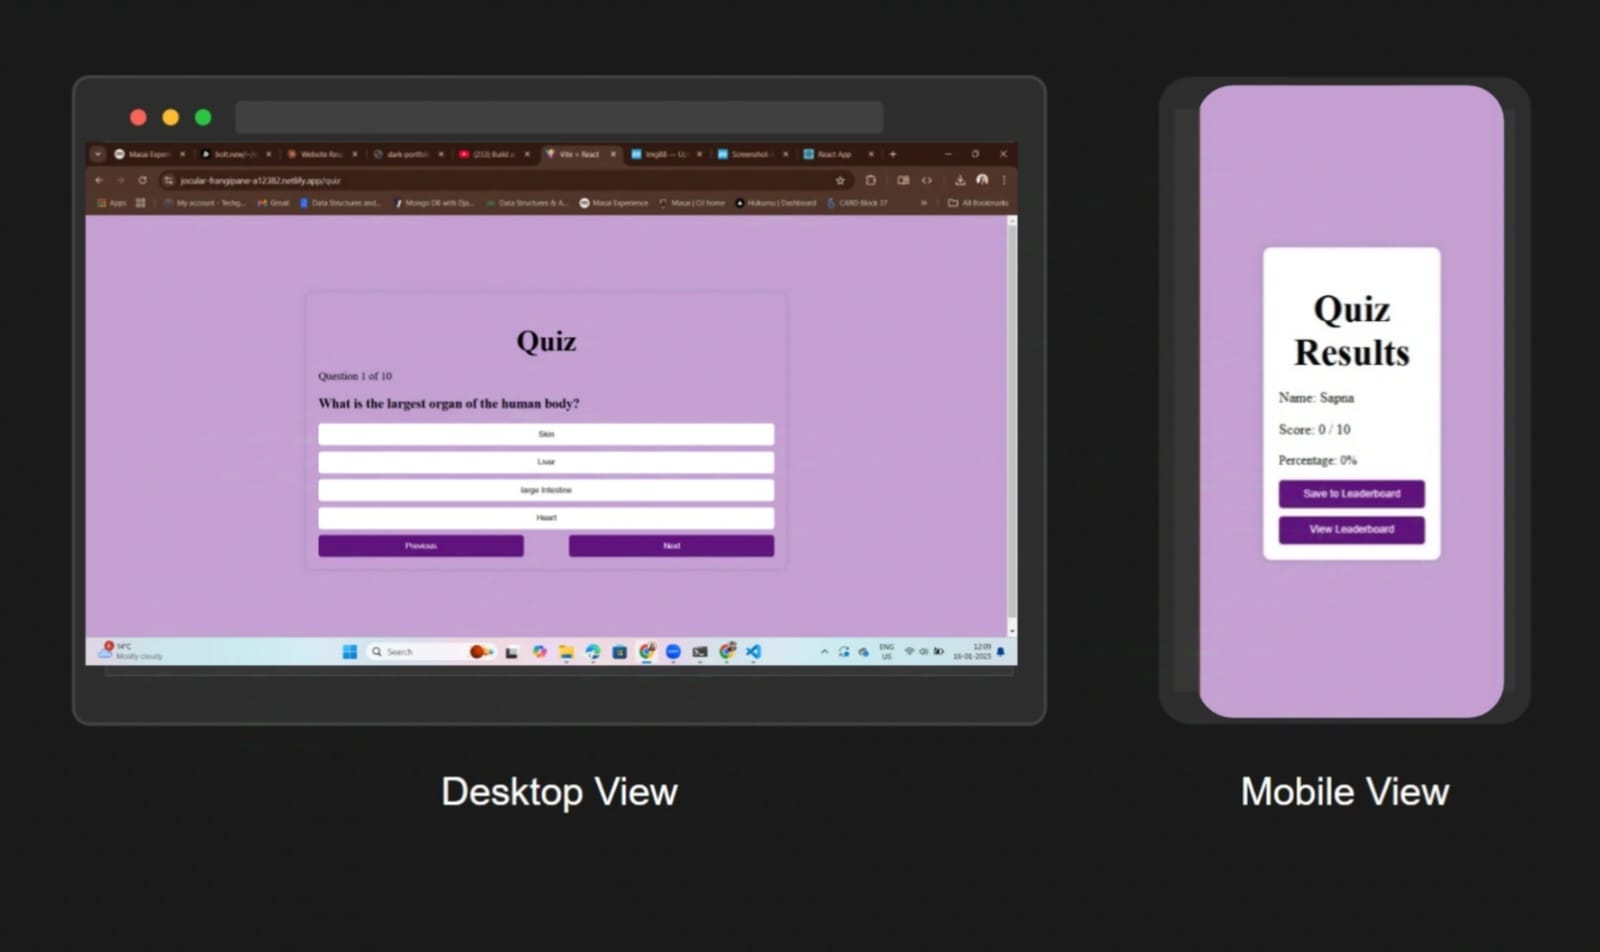 Masai Experi
bolt.new/~/
Website Req
dark-portfoli
(233) Build a
Vite + React
Img88 — U
Screenshot
React App
jocular-frangipane-a12382.netlify.app/quiz
Apps
My account - Techg...
Gmail
Data Structures and...
Mongo DB with Dja...
Data Structures & A...
Masai Experience
Masai | OJ home
Hukumu | Dashboard
CARD Block 37
All Bookmarks
Quiz
Question 1 of 10
What is the largest organ of the human body?
Skin
Liver
large Intestine
Heart
Previous
Next
14°C
Mostly cloudy
Search
ENG
US
12:09
16-01-2025
Desktop View
Quiz
Results
Name: Sapna
Score: 0 / 10
Percentage: 0%
Save to Leaderboard
View Leaderboard
Mobile View